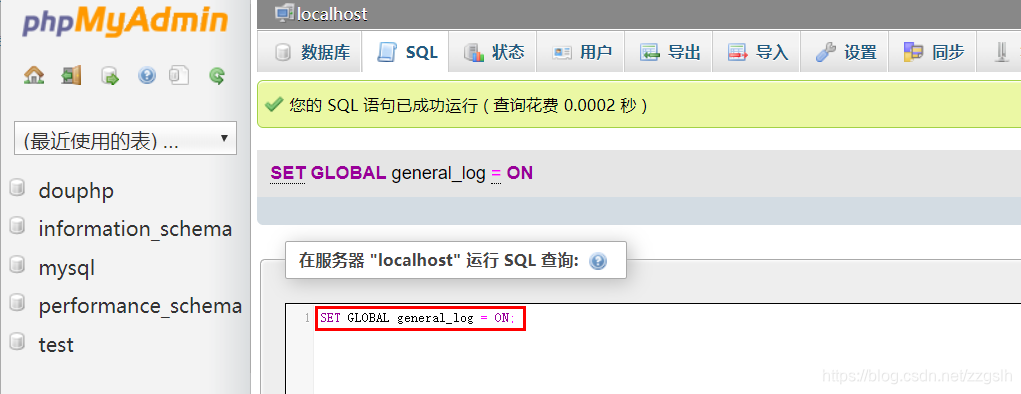 phpMyAdmin
(最近使用的表) ...
douphp
information_schema
mysql
performance_schema
test
localhost
数据库 SQL 状态 用户 导出 导入 设置 同步
您的 SQL 语句已成功运行 ( 查询花费 0.0002 秒 )
SET GLOBAL general_log = ON
在服务器 "localhost" 运行 SQL 查询:
1 SET GLOBAL general_log = ON;
https://blog.csdn.net/zzgslh